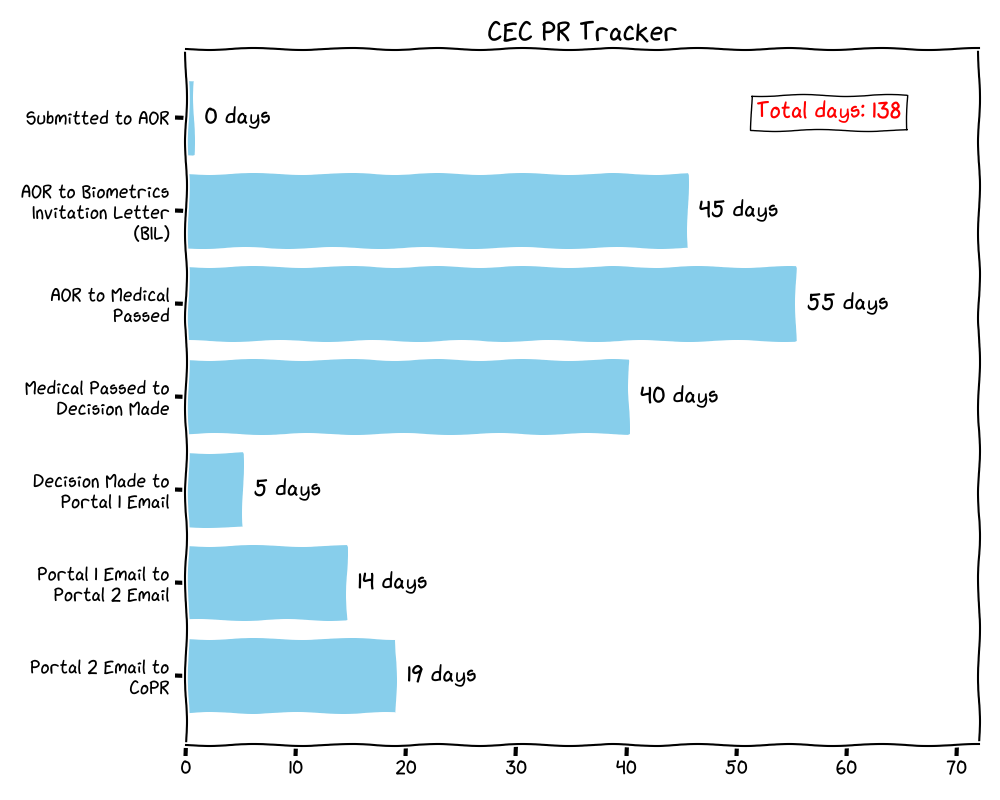 CEC PR Tracker
Submitted to AOR
0 days
Total days: 138
AOR to Biometrics
Invitation Letter
(BIL)
45 days
AOR to Medical
Passed
55 days
Medical Passed to
Decision Made
40 days
Decision Made to
Portal 1 Email
5 days
Portal 1 Email to
Portal 2 Email
14 days
Portal 2 Email to
CoPR
19 days
0 10 20 30 40 50 60 70